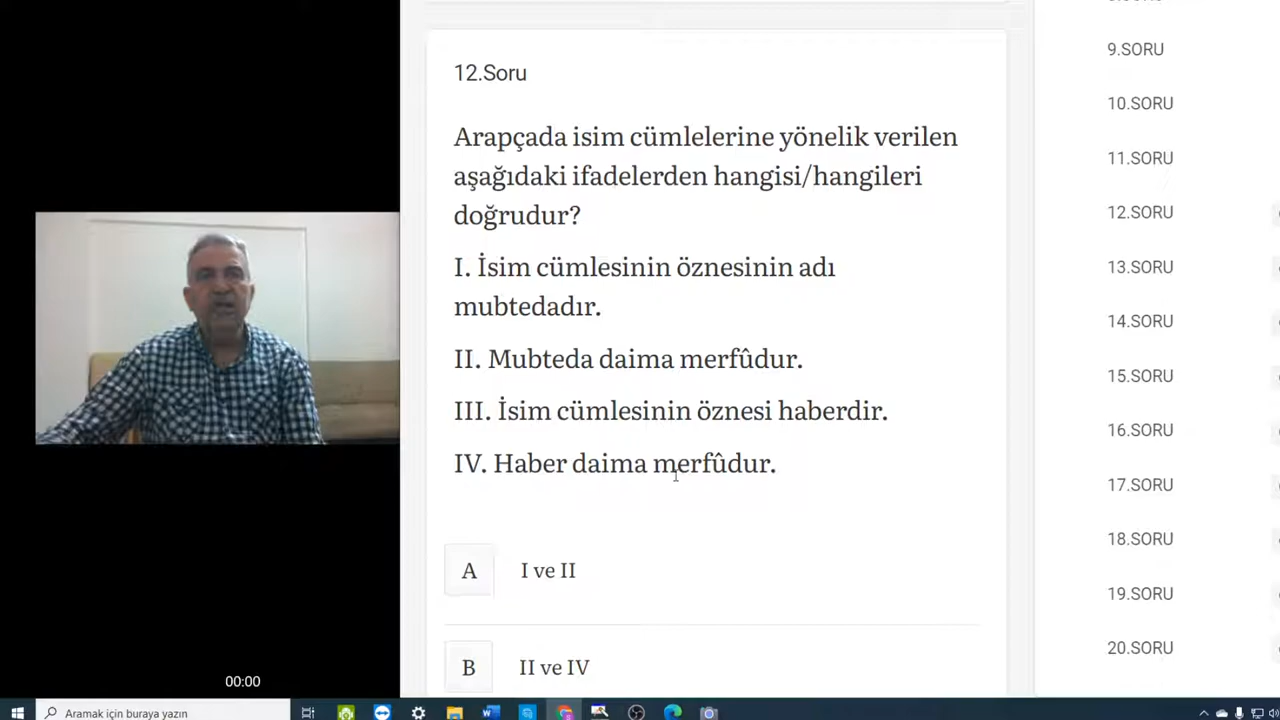 12.Soru
Arapçada isim cümlelerine yönelik verilen
aşağıdaki ifadelerden hangisi/hangileri
doğrudur?
I. İsim cümlesinin öznesinin adı
mubtedadır.
II. Mubteda daima merfûdur.
III. İsim cümlesinin öznesi haberdir.
IV. Haber daima merfûdur.
A I ve II
B II ve IV
9.SORU
10.SORU
11.SORU
12.SORU
13.SORU
14.SORU
15.SORU
16.SORU
17.SORU
18.SORU
19.SORU
20.SORU
00:00
Aramak için buraya yazın